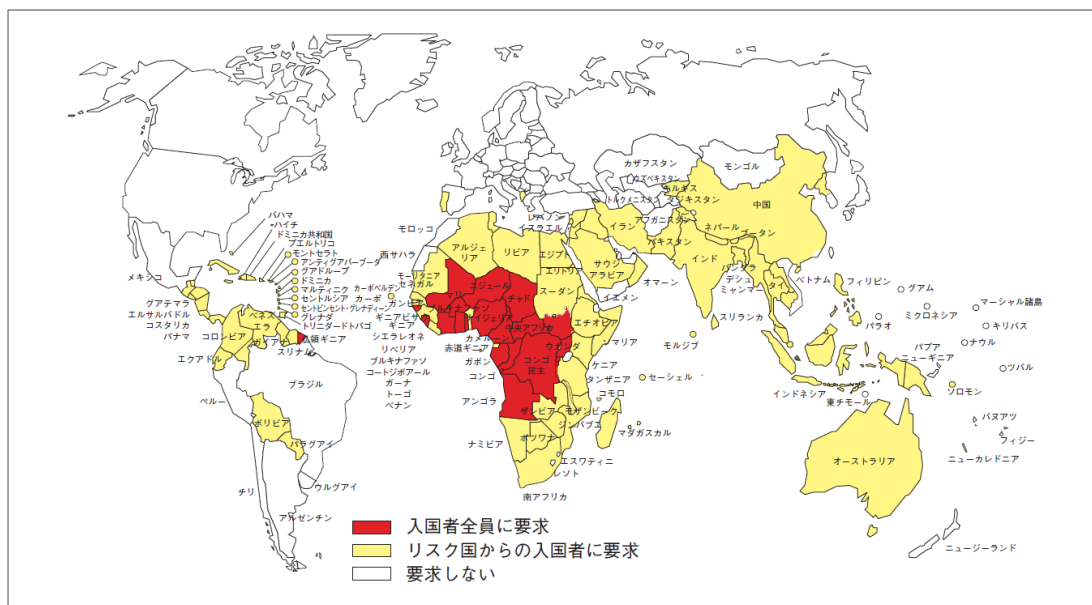 カザフスタン
モンゴル
ウズベキスタン
キルギス
トルクメニスタン
タジキスタン
中国
バハマ
ハイチ
ドミニカ共和国
プエルトリコ
モントセラト
アンティグアバーブーダ
グアドループ
ドミニカ
マルティニク
セントルシア
セントビンセント・グレナディーン
グレナダ
トリニダードトバゴ
メキシコ
グアテマラ
エルサルバドル
コスタリカ
パナマ
ベネズエラ
コロンビア
ガイアナ
仏領ギニア
スリナム
エクアドル
ブラジル
ペルー
ボリビア
パラグアイ
チリ
ウルグアイ
アルゼンチン
モロッコ
レバノン
イスラエル
西サハラ
アルジェ
リア
リビア
エジプト
モーリタニア
セネガル
カーボベルデン
カーボ
ガンビア
ギニアビサウ
ギニア
シエラレオネ
リベリア
ブルキナファソ
コートジボアール
ガーナ
トーゴ
ベナン
マリ
ニジェール
チャド
スーダン
エリトリア
ブルキナファソ
ナイジェリア
中央アフリカ
カメルーン
赤道ギニア
ガボン
コンゴ
コンゴ
民主
ウガンダ
エチオピア
ソマリア
ケニア
タンザニア
コモロ
セーシェル
アンゴラ
ザンビア
モザンビーク
ジンバブエ
ナミビア
ボツワナ
マダガスカル
エスワティニ
レソト
南アフリカ
イラン
アフガニスタン
パキスタン
サウジ
アラビア
オマーン
イエメン
ネパール
ブータン
インド
バングラ
デシュ
ミャンマー
タイ
ベトナム
スリランカ
モルジブ
フィリピン
グアム
ミクロネシア
マーシャル諸島
パラオ
キリバス
ナウル
パプア
ニューギニア
ツバル
ソロモン
インドネシア
東チモール
バヌアツ
フィジー
ニューカレドニア
オーストラリア
ニュージーランド
入国者全員に要求
リスク国からの入国者に要求
要求しない